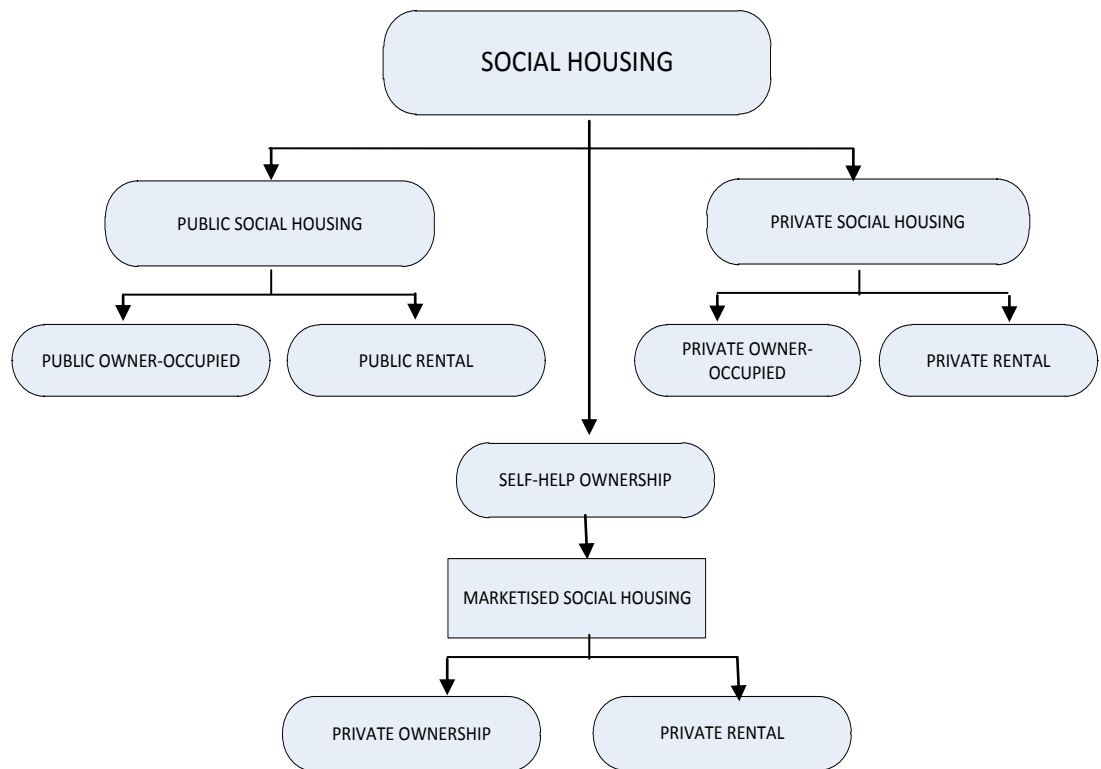 SOCIAL HOUSING
PUBLIC SOCIAL HOUSING
PRIVATE SOCIAL HOUSING
PUBLIC OWNER-OCCUPIED
PUBLIC RENTAL
PRIVATE OWNER-
OCCUPIED
PRIVATE RENTAL
SELF-HELP OWNERSHIP
MARKETISED SOCIAL HOUSING
PRIVATE OWNERSHIP
PRIVATE RENTAL